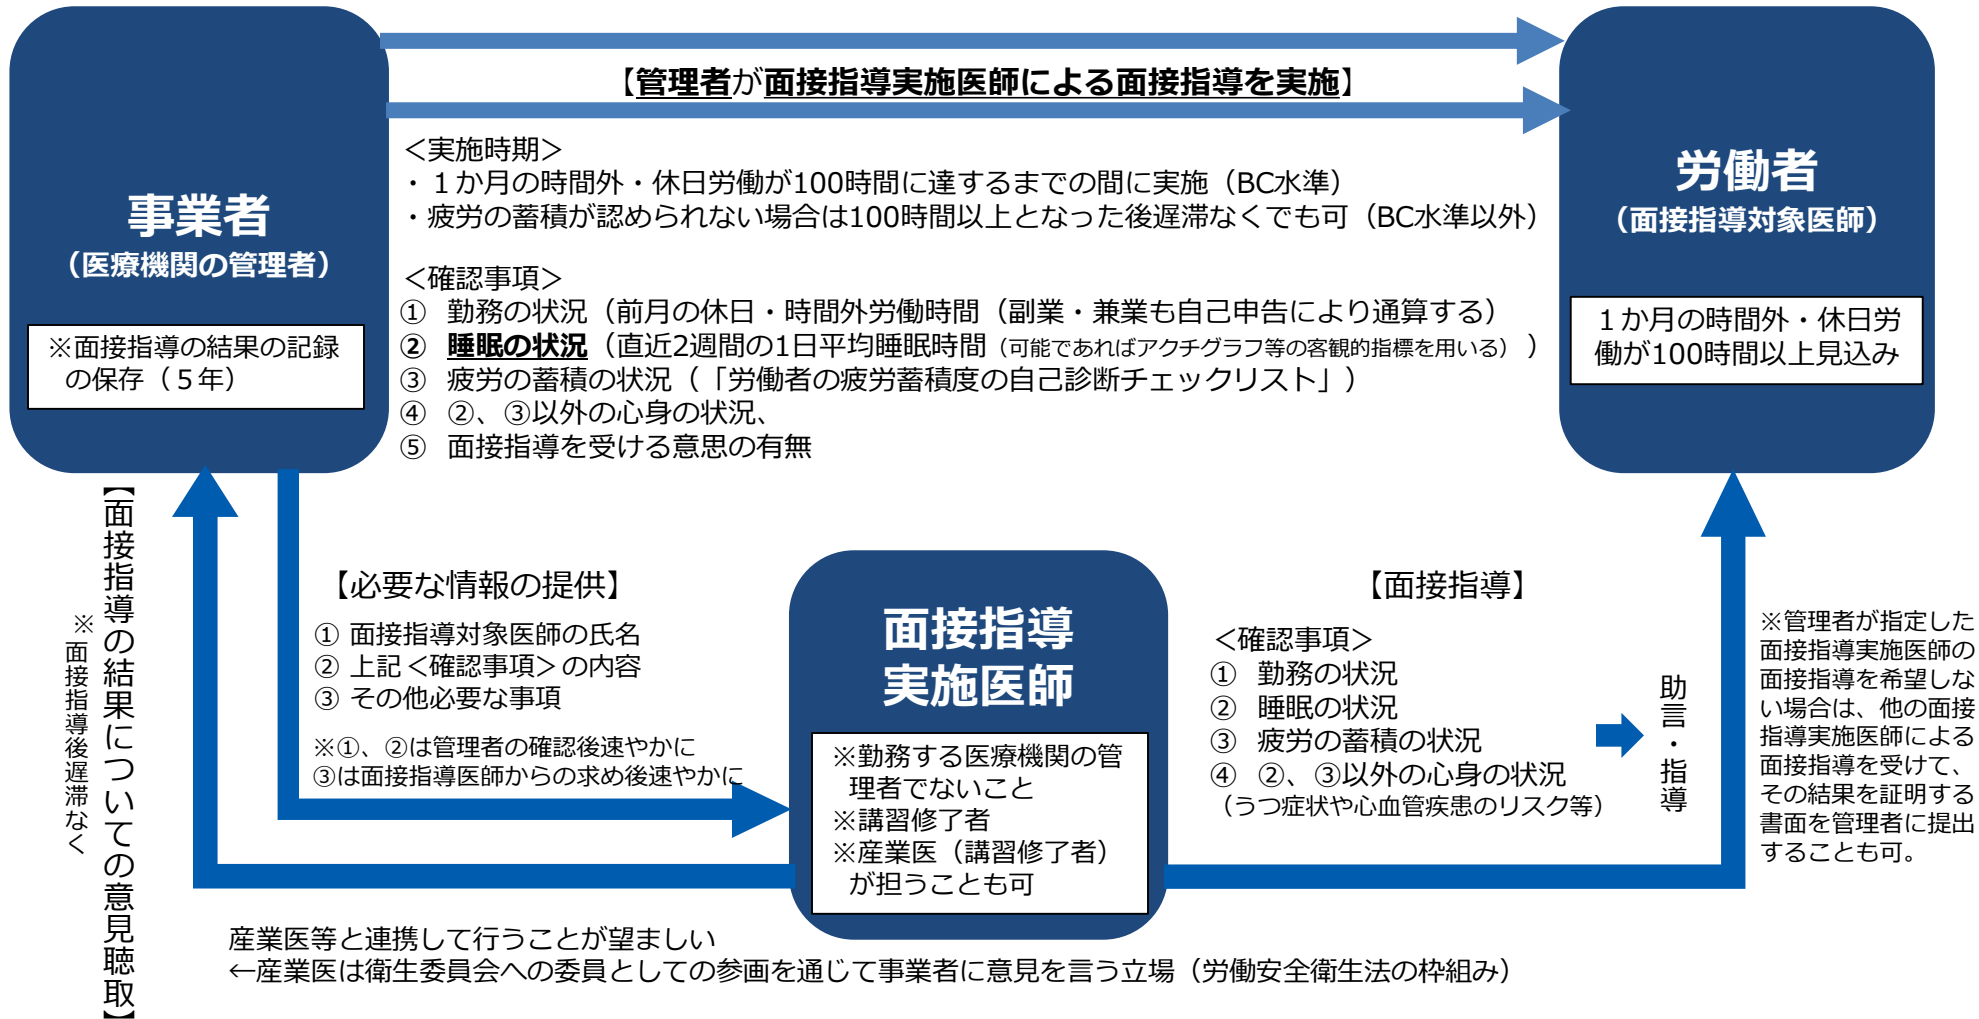 【管理者が面接指導実施医師による面接指導を実施】
事業者
（医療機関の管理者）
※面接指導の結果の記録
の保存（５年）
＜実施時期＞
・１か月の時間外・休日労働が100時間に達するまでの間に実施（BC水準）
・疲労の蓄積が認められない場合は100時間以上となった後遅滞なくでも可（BC水準以外）
＜確認事項＞
① 勤務の状況（前月の休日・時間外労働時間（副業・兼業も自己申告により通算する）
② 睡眠の状況（直近2週間の1日平均睡眠時間（可能であればアクチグラフ等の客観的指標を用いる））
③ 疲労の蓄積の状況（「労働者の疲労蓄積度の自己診断チェックリスト」）
④ ②、③以外の心身の状況、
⑤ 面接指導を受ける意思の有無
労働者
（面接指導対象医師）
１か月の時間外・休日労
働が100時間以上見込み
【面接指導の結果についての意見聴取】
※面接指導後遅滞なく
【必要な情報の提供】
① 面接指導対象医師の氏名
② 上記＜確認事項＞の内容
③ その他必要な事項
※①、②は管理者の確認後速やかに
③は面接指導医師からの求め後速やかに
面接指導
実施医師
※勤務する医療機関の管
理者でないこと
※講習修了者
※産業医（講習修了者）
が担うことも可
【面接指導】
＜確認事項＞
① 勤務の状況
② 睡眠の状況
③ 疲労の蓄積の状況
④ ②、③以外の心身の状況
（うつ症状や心血管疾患のリスク等）
助言・指導
※管理者が指定した
面接指導実施医師の
面接指導を希望しな
い場合は、他の面接
指導実施医師による
面接指導を受けて、
その結果を証明する
書面を管理者に提出
することも可。
産業医等と連携して行うことが望ましい
←産業医は衛生委員会への委員としての参画を通じて事業者に意見を言う立場（労働安全衛生法の枠組み）